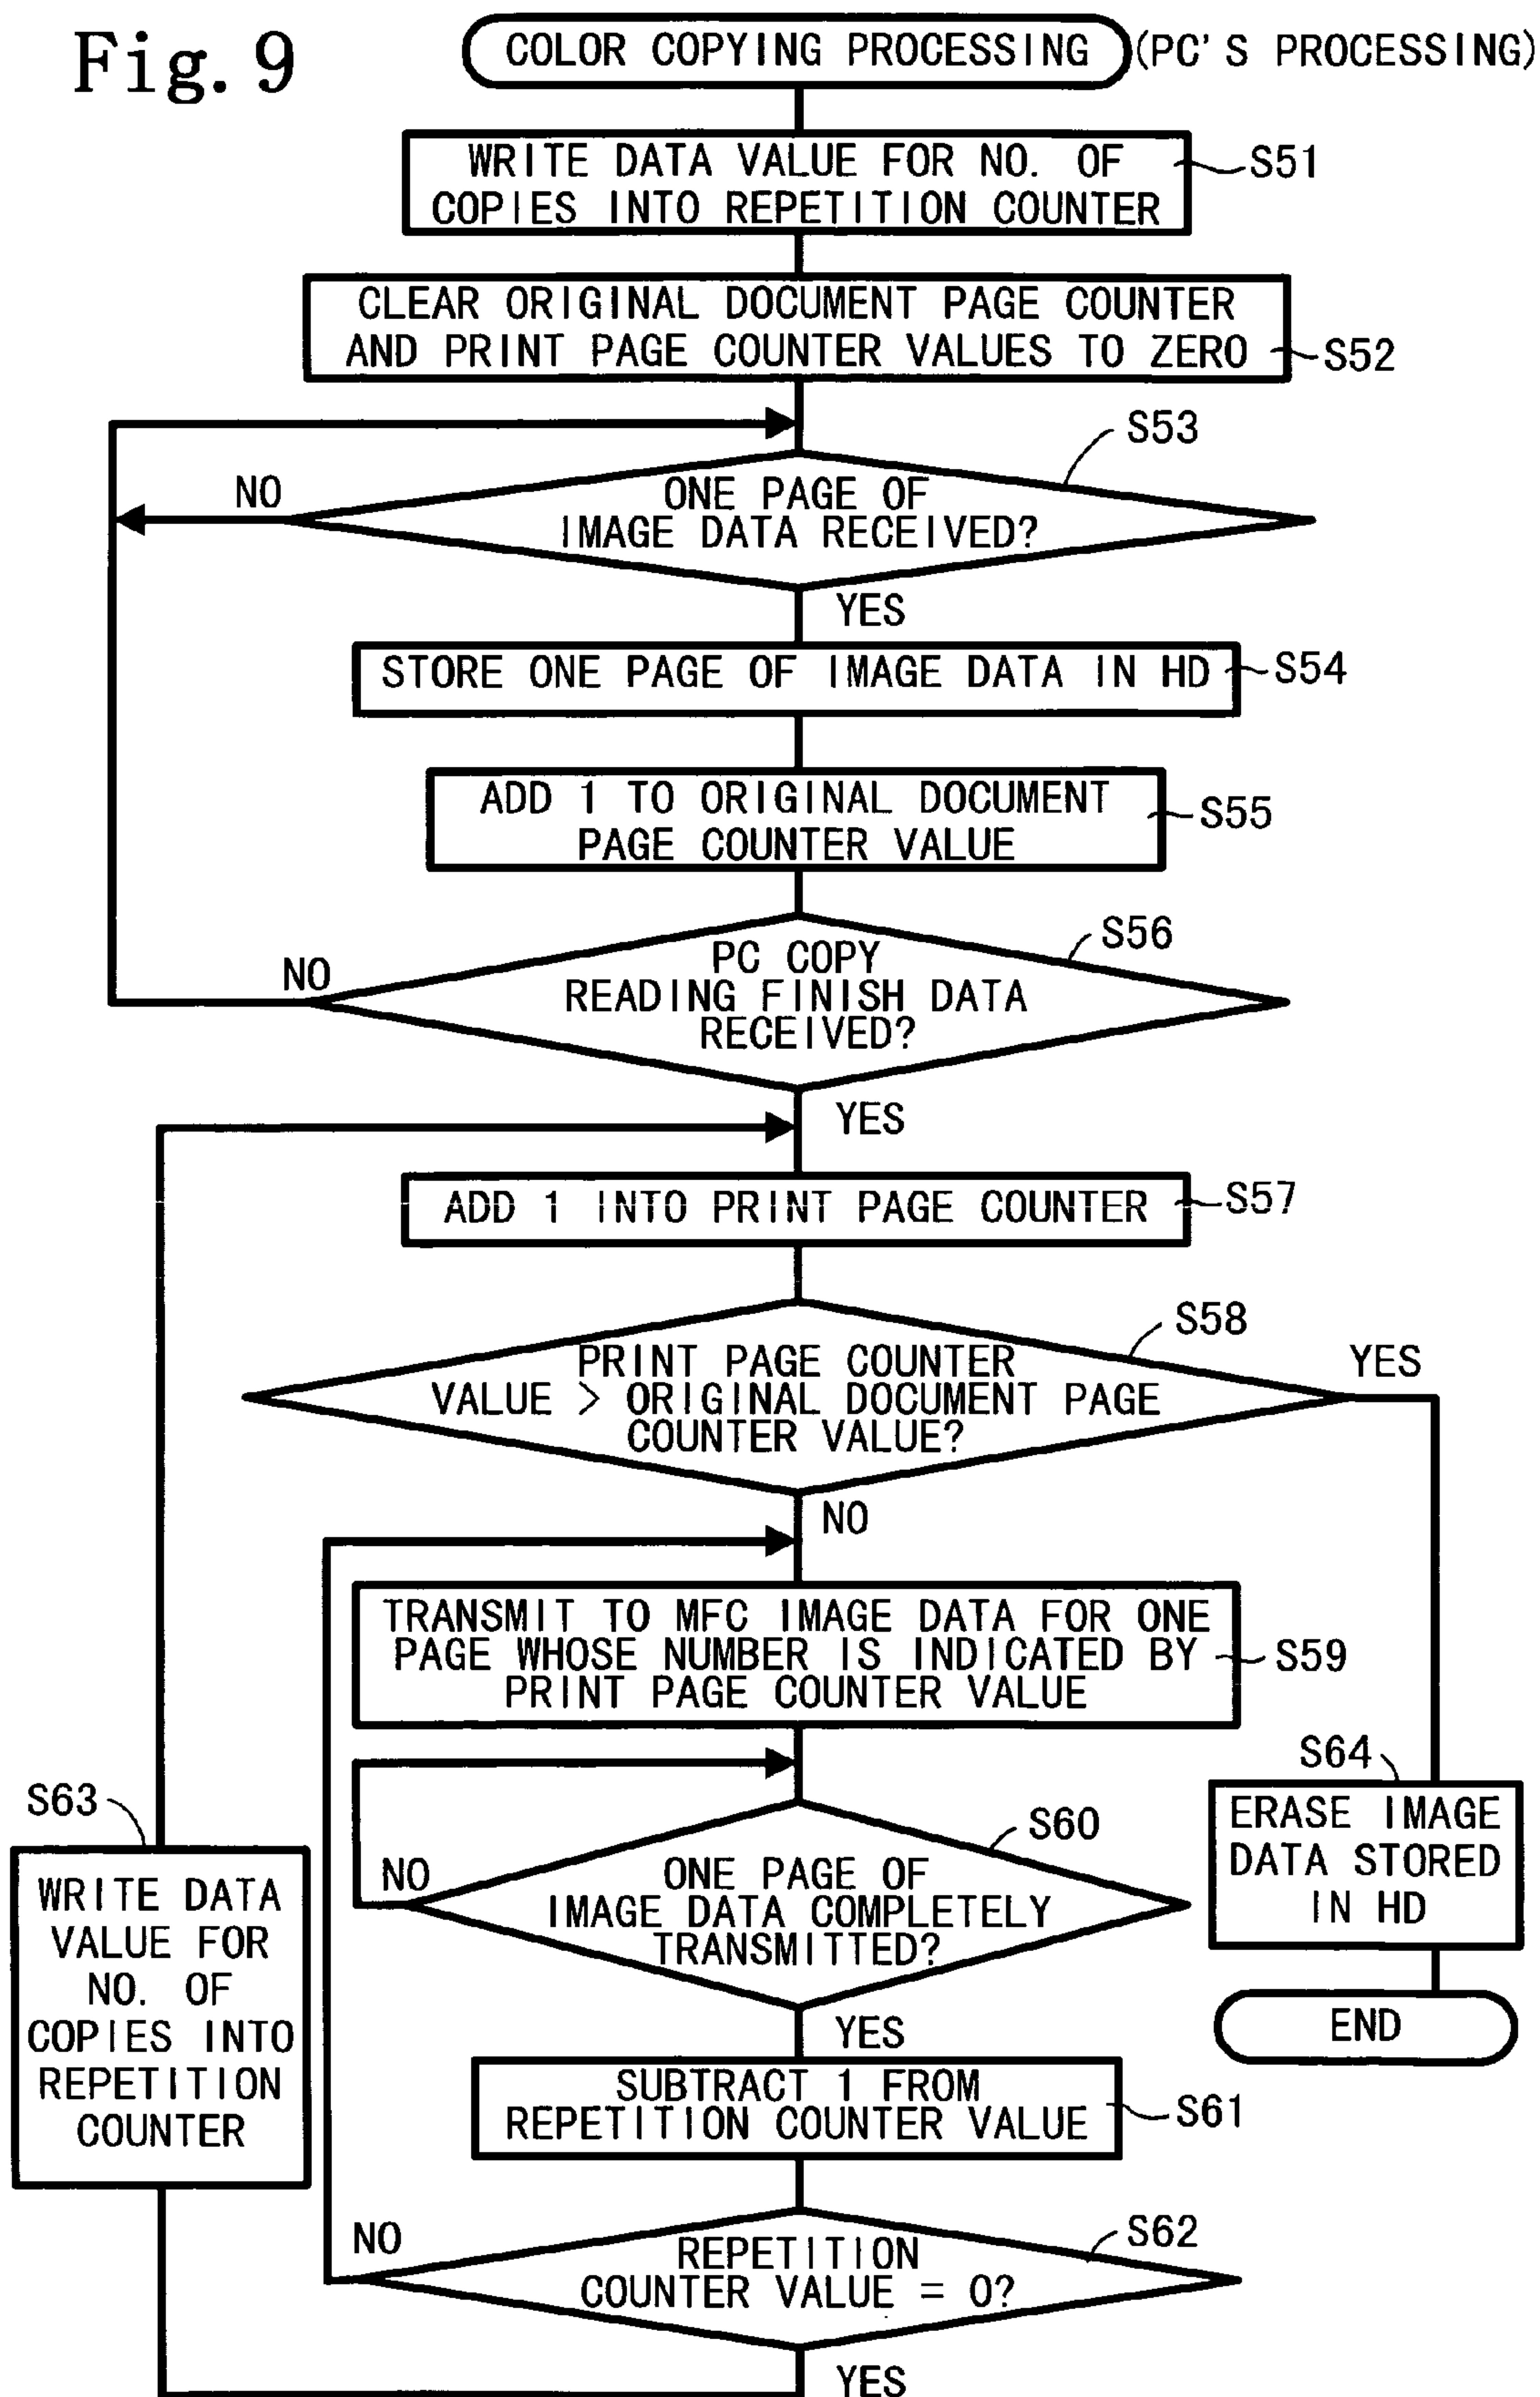 Fig. 9
COLOR COPYING PROCESSING (PC'S PROCESSING)
WRITE DATA VALUE FOR NO. OF
COPIES INTO REPETITION COUNTER
S51
CLEAR ORIGINAL DOCUMENT PAGE COUNTER
AND PRINT PAGE COUNTER VALUES TO ZERO
S52
S53
NO
ONE PAGE OF
IMAGE DATA RECEIVED?
YES
STORE ONE PAGE OF IMAGE DATA IN HD
S54
ADD 1 TO ORIGINAL DOCUMENT
PAGE COUNTER VALUE
S55
S56
NO
PC COPY
READING FINISH DATA
RECEIVED?
YES
ADD 1 INTO PRINT PAGE COUNTER
S57
S58
YES
PRINT PAGE COUNTER
VALUE > ORIGINAL DOCUMENT PAGE
COUNTER VALUE?
NO
TRANSMIT TO MFC IMAGE DATA FOR ONE
PAGE WHOSE NUMBER IS INDICATED BY
PRINT PAGE COUNTER VALUE
S59
S60
NO
ONE PAGE OF
IMAGE DATA COMPLETELY
TRANSMITTED?
YES
SUBTRACT 1 FROM
REPETITION COUNTER VALUE
S61
S62
NO
REPETITION
COUNTER VALUE = 0?
YES
S63
WRITE DATA
VALUE FOR
NO. OF
COPIES INTO
REPETITION
COUNTER
S64
ERASE IMAGE
DATA STORED
IN HD
END